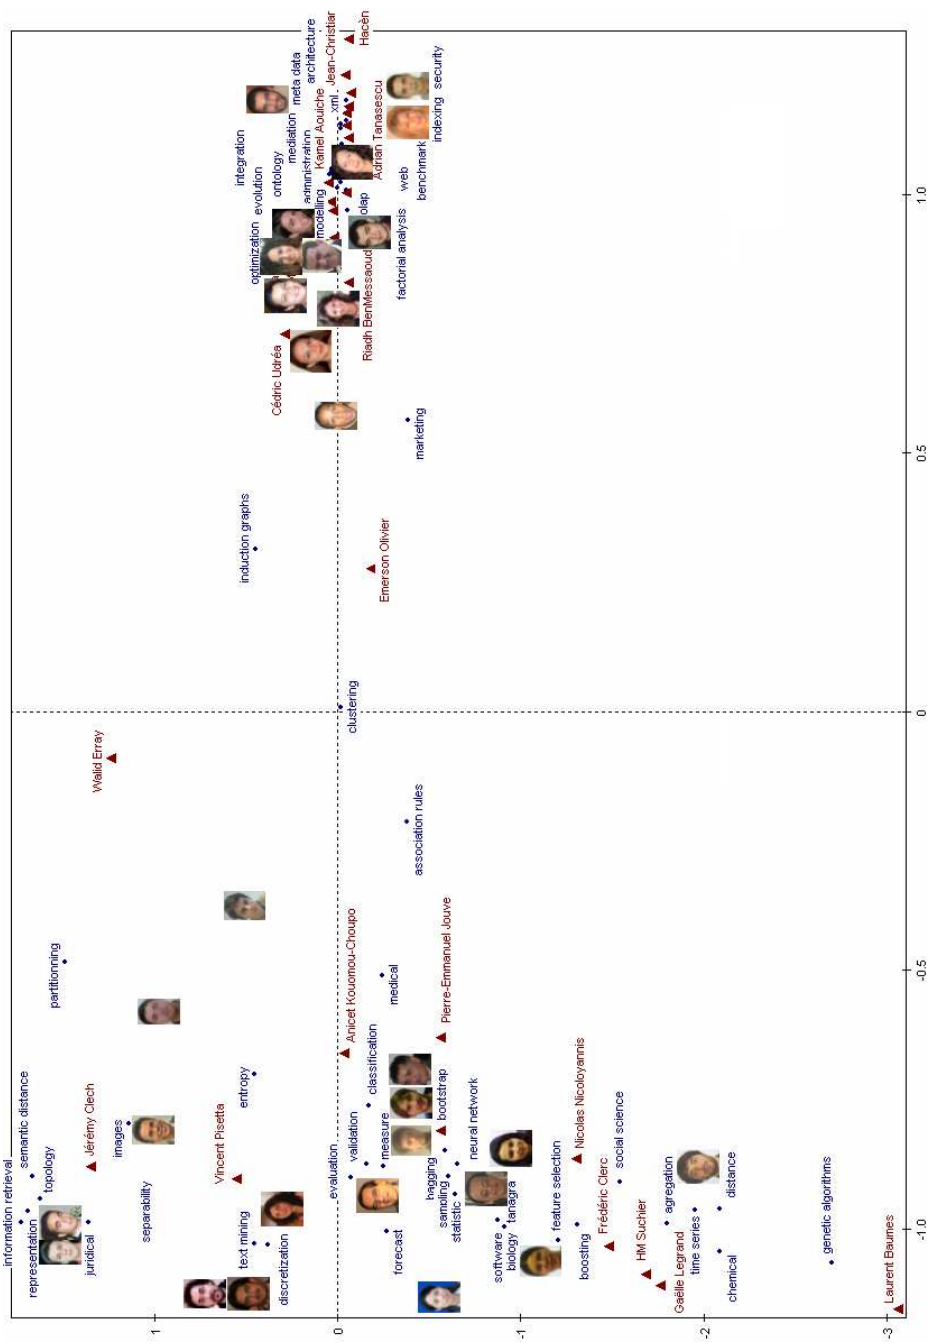 Hacèn
Jean-Christian
architecture
meta data
mediation
xml
Kamel Aouiche
administration
ontology
integration
evolution
modelling
optimization
security
indexing
Adrian Tanasescu
web
benchmark
olap
factorial analysis
Riadh BenMessaoud
Cédric Udréa
marketing
induction graphs
Emerson Olivier
clustering
Walid Erray
association rules
partitionning
medical
Anicet Kouomou-Choupo
Pierre-Emmanuel Jouve
classification
entropy
bootstrap
validation
measure
neural network
evaluation
bagging
sampling
statistic
forecast
Vincent Pisetta
text mining
discretization
semantic distance
information retrieval
topology
representation
juridical
Jérémy Clech
images
separability
software
biology
tanagra
feature selection
boosting
Nicolas Nicoloyannis
Frédéric Clerc
social science
HM Suchier
Gaëlle Legrand
agregation
time series
distance
chemical
genetic algorithms
Laurent Baumes
1.0
0.5
0
-0.5
-1.0
1
0
-1
-2
-3